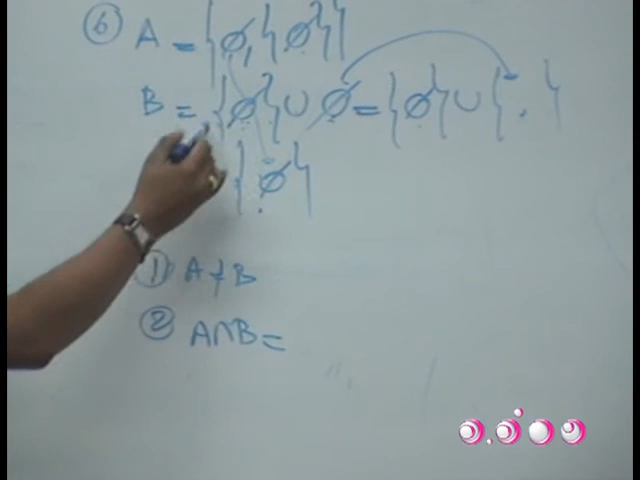 ⑥ A = {∅, {∅}}
B = {∅} ∪ ∅ = {∅} ∪ { }
{∅}
① A ≠ B
② A∩B =